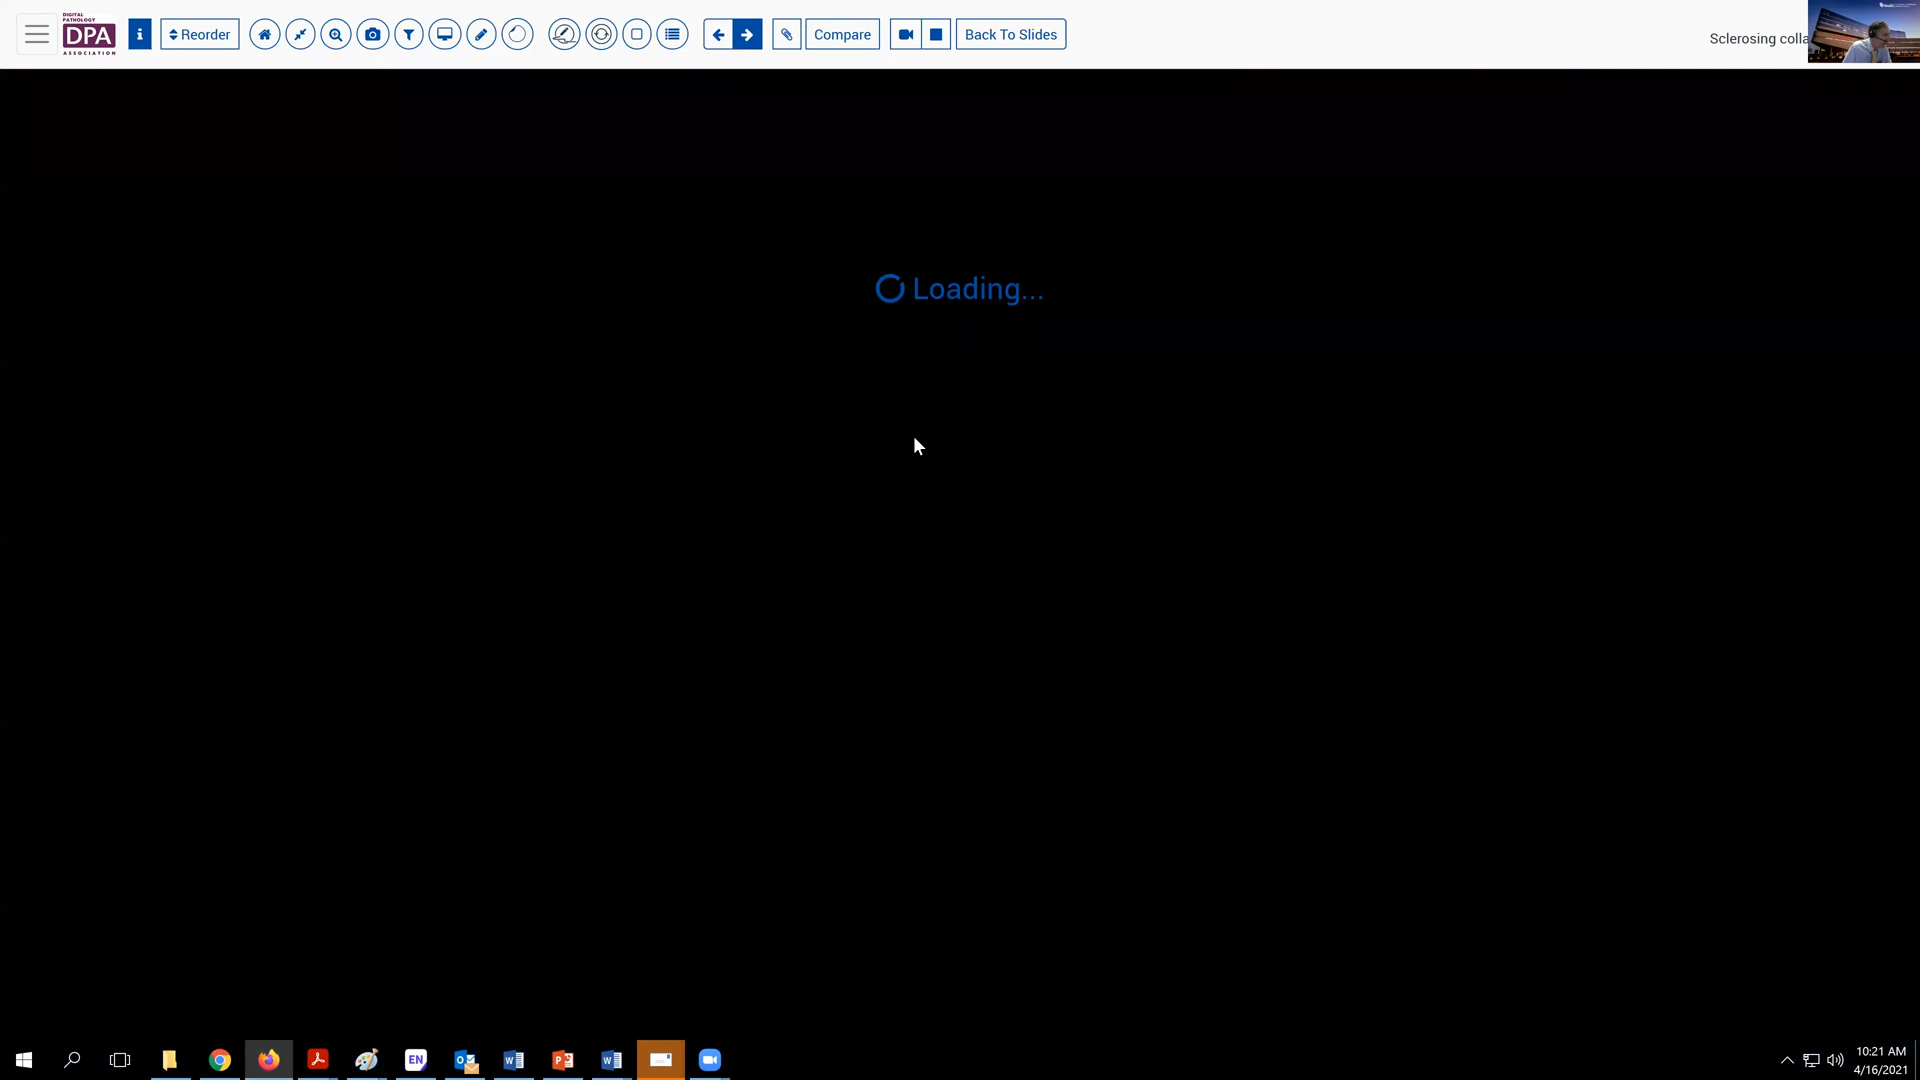 DIGITAL
PATHOLOGY
DPA
ASSOCIATION
i
Reorder
Compare
Back To Slides
Sclerosing colla
Loading...
EN
10:21 AM
4/16/2021